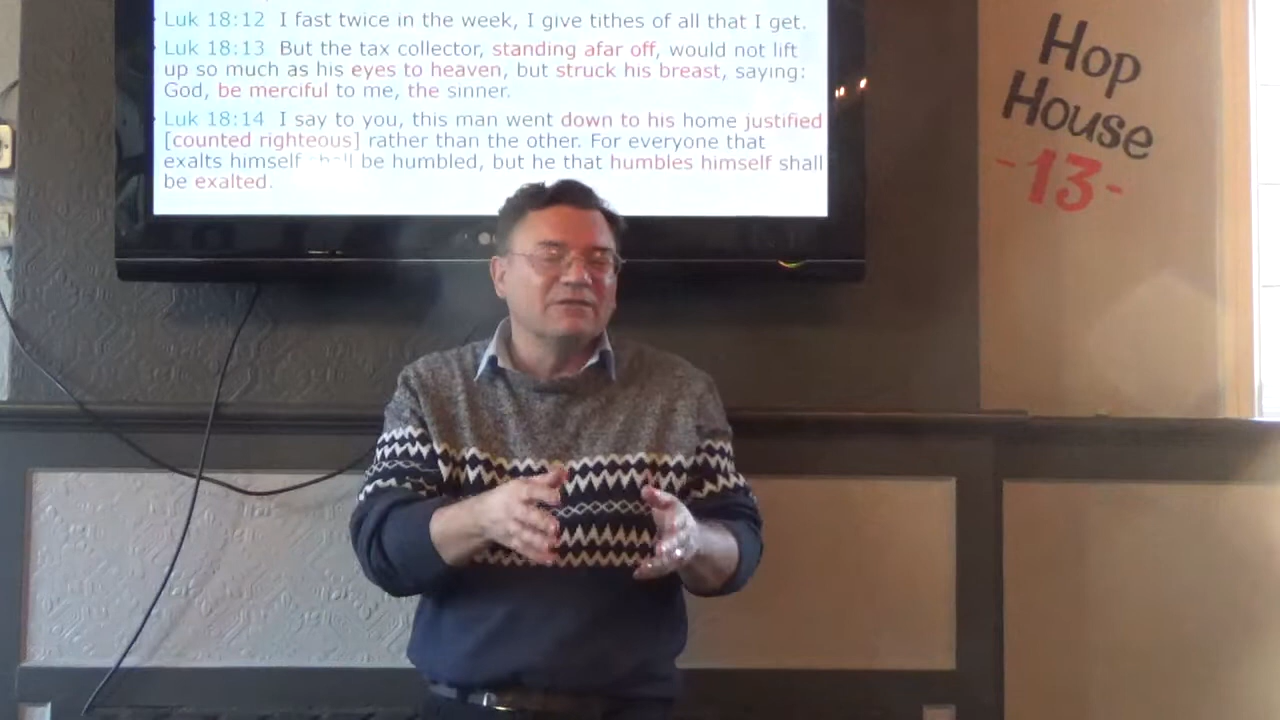 Luk 18:12 I fast twice in the week, I give tithes of all that I get.
Luk 18:13 But the tax collector, standing afar off, would not lift
up so much as his eyes to heaven, but struck his breast, saying:
God, be merciful to me, the sinner.
Luk 18:14 I say to you, this man went down to his home justified
[counted righteous] rather than the other. For everyone that
exalts himself shall be humbled, but he that humbles himself shall
be exalted.
Hop
House
-13-